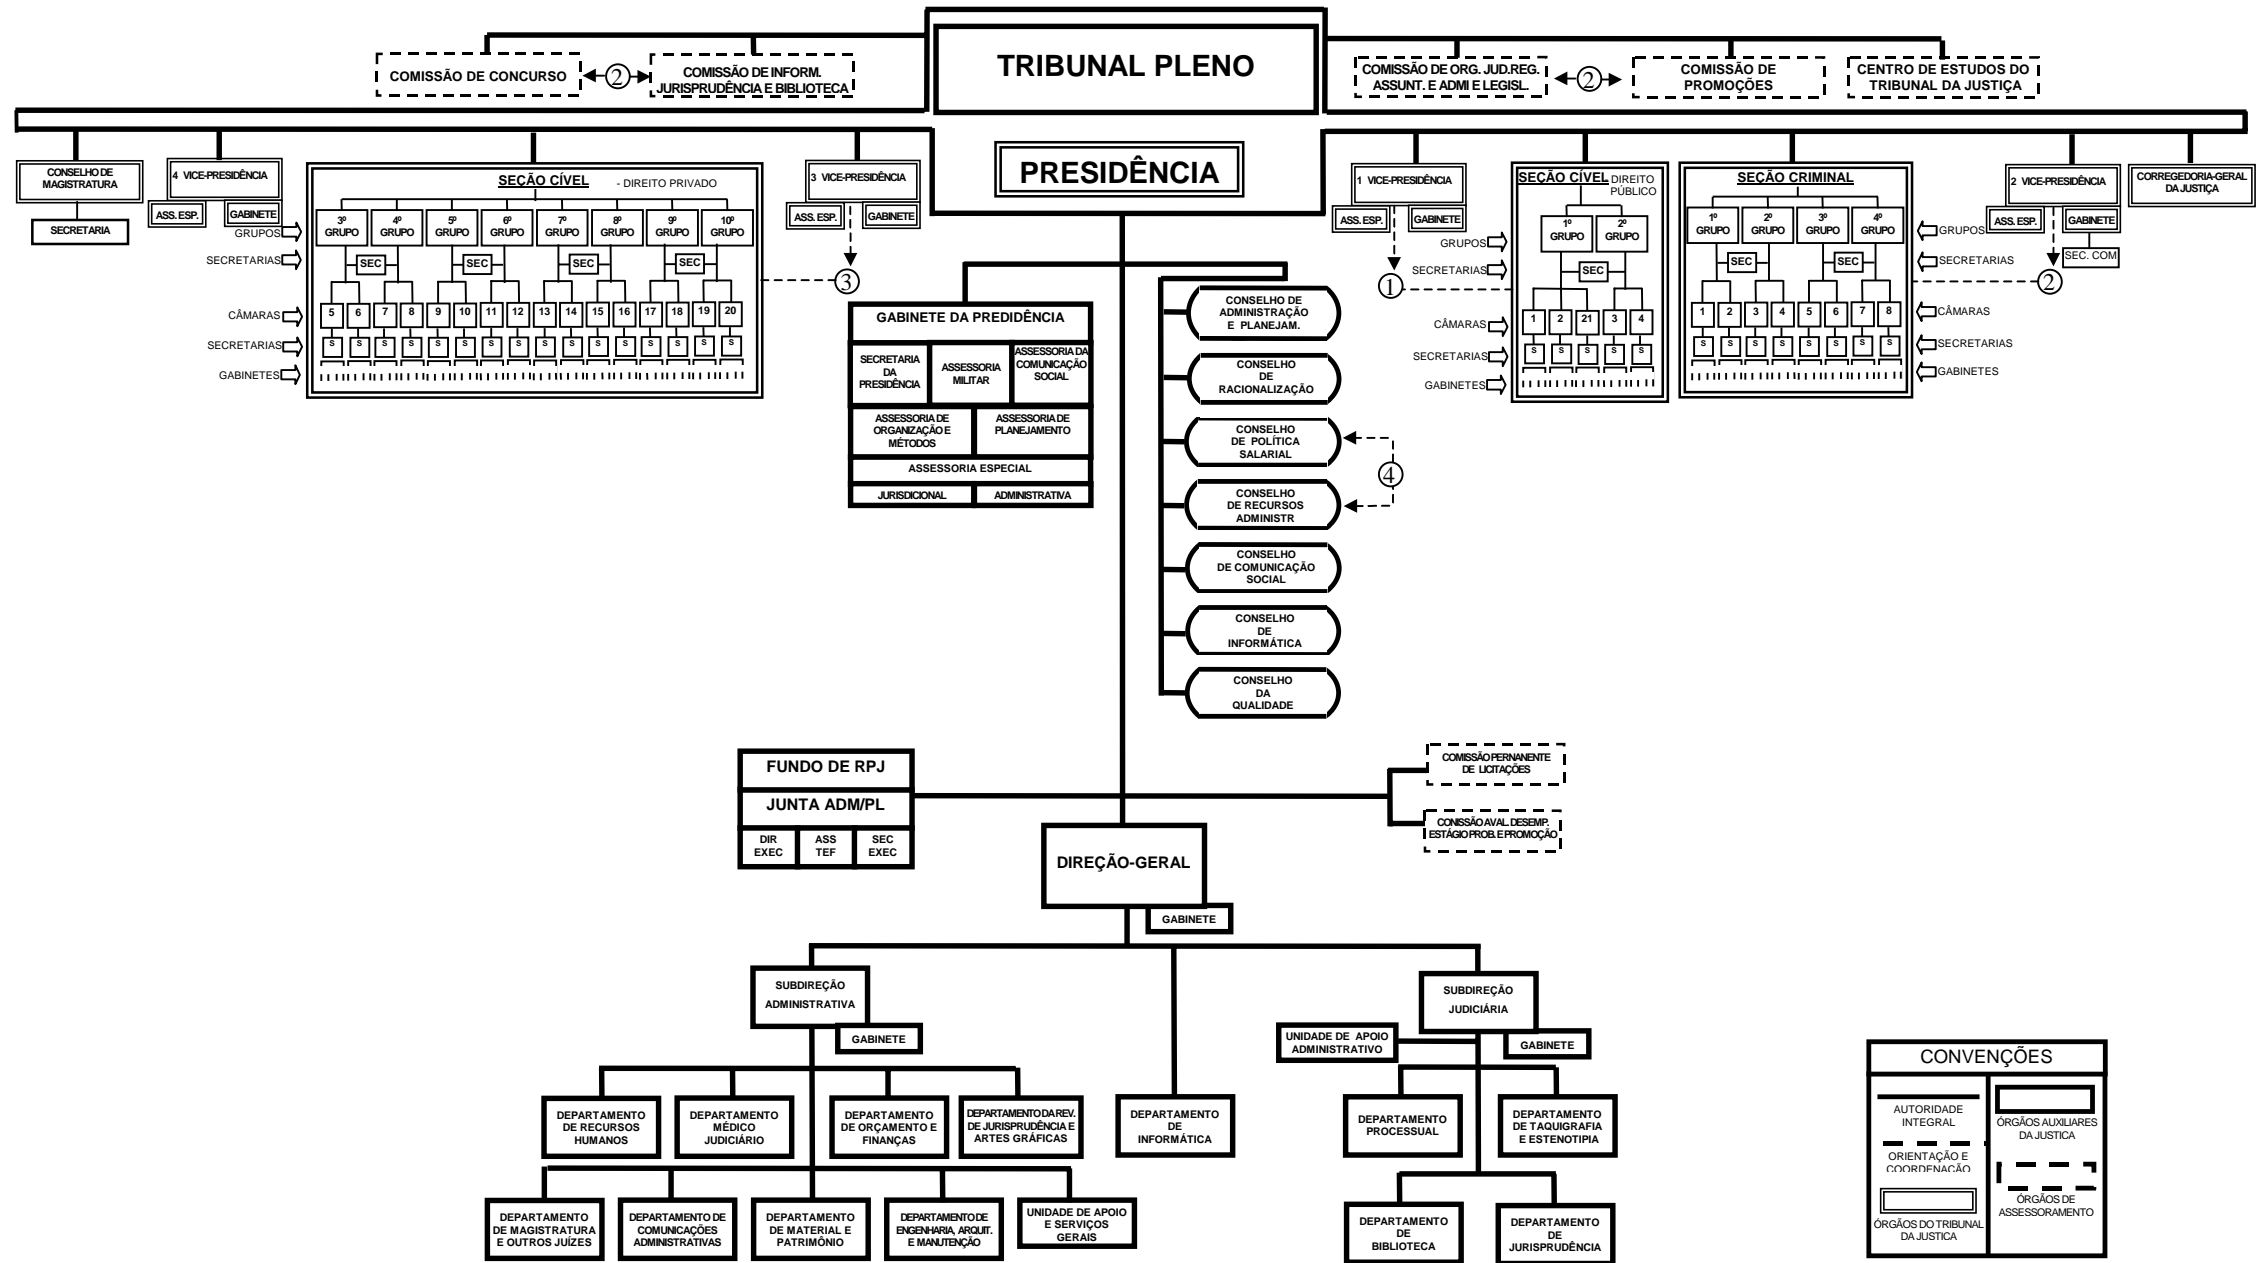 TRIBUNAL PLENO
COMISSÃO DE CONCURSO
2
COMISSÃO DE INFORM.
JURISPRUDÊNCIA E BIBLIOTECA
COMISSÃO DE ORG. JUD.REG.
ASSUNT. E ADMI E LEGISL.
2
COMISSÃO DE
PROMOÇÕES
CENTRO DE ESTUDOS DO
TRIBUNAL DA JUSTIÇA
PRESIDÊNCIA
CONSELHO DE
MAGISTRATURA
SECRETARIA
4 VICE-PRESIDÊNCIA
ASS. ESP.
GABINETE
GRUPOS
SECRETARIAS
CÂMARAS
SECRETARIAS
GABINETES
SEÇÃO CÍVEL - DIREITO PRIVADO
3º GRUPO
4º GRUPO
5º GRUPO
6º GRUPO
7º GRUPO
8º GRUPO
9º GRUPO
10º GRUPO
SEC SEC SEC SEC
5 6 7 8 9 10 11 12 13 14 15 16 17 18 19 20
S S S S S S S S S S S S S S S S
3 VICE-PRESIDÊNCIA
ASS. ESP.
GABINETE
3
1 VICE-PRESIDÊNCIA
ASS. ESP.
GABINETE
1
GRUPOS
SECRETARIAS
CÂMARAS
SECRETARIAS
GABINETES
SEÇÃO CÍVEL DIREITO
PÚBLICO
1º GRUPO
2º GRUPO
SEC
1 2 21 3 4
S S S S S
SEÇÃO CRIMINAL
1º GRUPO
2º GRUPO
3º GRUPO
4º GRUPO
SEC SEC
1 2 3 4 5 6 7 8
S S S S S S S S
GRUPOS
SECRETARIAS
CÂMARAS
SECRETARIAS
GABINETES
2 VICE-PRESIDÊNCIA
ASS. ESP.
GABINETE
SEC. COM
2
CORREGEDORIA-GERAL
DA JUSTIÇA
GABINETE DA PREDIDÊNCIA
SECRETARIA
DA
PRESIDÊNCIA
ASSESSORIA
MILITAR
ASSESSORIA DA
COMUNICAÇÃO
SOCIAL
ASSESSORIA DE
ORGANIZAÇÃO E
MÉTODOS
ASSESSORIA DE
PLANEJAMENTO
ASSESSORIA ESPECIAL
JURISDICIONAL
ADMINISTRATIVA
CONSELHO DE
ADMINISTRAÇÃO
E PLANEJAM.
CONSELHO
DE
RACIONALIZAÇÃO
CONSELHO
DE POLÍTICA
SALARIAL
4
CONSELHO
DE RECURSOS
ADMINISTR
CONSELHO
DE COMUNICAÇÃO
SOCIAL
CONSELHO
DE
INFORMÁTICA
CONSELHO
DA
QUALIDADE
FUNDO DE RPJ
JUNTA ADM/PL
DIR
EXEC
ASS
TEF
SEC
EXEC
COMISSÃO PERNANENTE
DE LICITAÇÕES
CONISSÃO AVAL. DESEMP.
ESTÁGIO PROB. E PROMOÇÃO
DIREÇÃO-GERAL
GABINETE
SUBDIREÇÃO
ADMINISTRATIVA
GABINETE
SUBDIREÇÃO
JUDICIÁRIA
UNIDADE DE APOIO
ADMINISTRATIVO
GABINETE
DEPARTAMENTO
DE RECURSOS
HUMANOS
DEPARTAMENTO
MÉDICO
JUDICIÁRIO
DEPARTAMENTO
DE ORÇAMENTO E
FINANÇAS
DEPARTAMENTO DA REV.
DE JURISPRUDÊNCIA E
ARTES GRÁFICAS
DEPARTAMENTO
DE
INFORMÁTICA
DEPARTAMENTO
PROCESSUAL
DEPARTAMENTO
DE TAQUIGRAFIA
E ESTENOTIPIA
DEPARTAMENTO
DE MAGISTRATURA
E OUTROS JUÍZES
DEPARTAMENTO DE
COMUNICAÇÕES
ADMINISTRATIVAS
DEPARTAMENTO
DE MATERIAL E
PATRIMÔNIO
DEPARTAMENTO DE
ENGENHARIA, ARQUIT.
E MANUTENÇÃO
UNIDADE DE APOIO
E SERVIÇOS
GERAIS
DEPARTAMENTO
DE
BIBLIOTECA
DEPARTAMENTO
DE
JURISPRUDÊNCIA
CONVENÇÕES
AUTORIDADE
INTEGRAL
ORIENTAÇÃO E
COORDENACÃO
ÓRGÃOS DO TRIBUNAL
DA JUSTICA
ÓRGÃOS AUXILIARES
DA JUSTICA
ÓRGÃOS DE
ASSESSORAMENTO